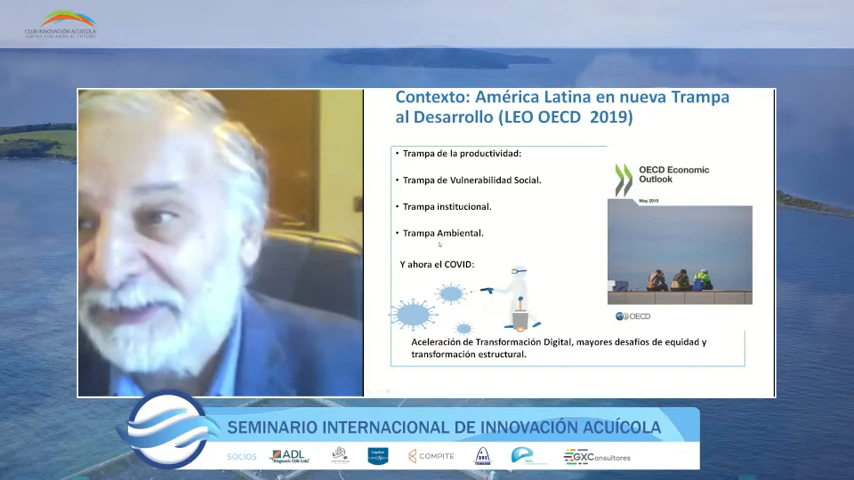 CLUB INNOVACIÓN ACUÍCOLA
Contexto: América Latina en nueva Trampa
al Desarrollo (LEO OECD 2019)
• Trampa de la productividad:
• Trampa de Vulnerabilidad Social.
• Trampa institucional.
• Trampa Ambiental.
Y ahora el COVID:
OECD Economic
Outlook
May 2019
OECD
Aceleración de Transformación Digital, mayores desafíos de equidad y
transformación estructural.
SEMINARIO INTERNACIONAL DE INNOVACIÓN ACUÍCOLA
SOCIOS
ADL
COMPITE
GXConsultores